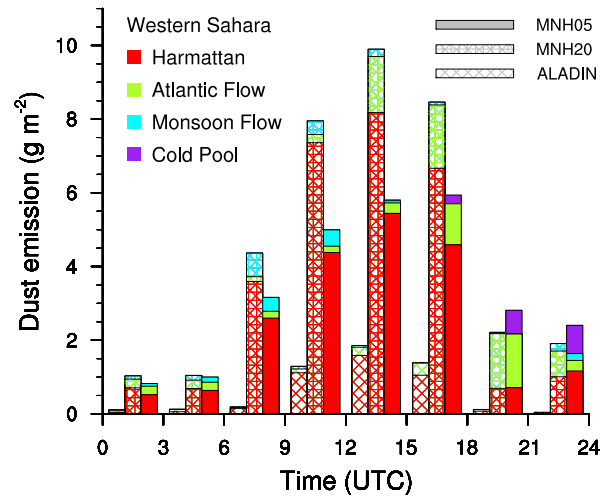 Western Sahara
Harmattan
Atlantic Flow
Monsoon Flow
Cold Pool
MNH05
MNH20
ALADIN
Dust emission (g m⁻²)
10
8
6
4
2
0
0 3 6 9 12 15 18 21 24
Time (UTC)